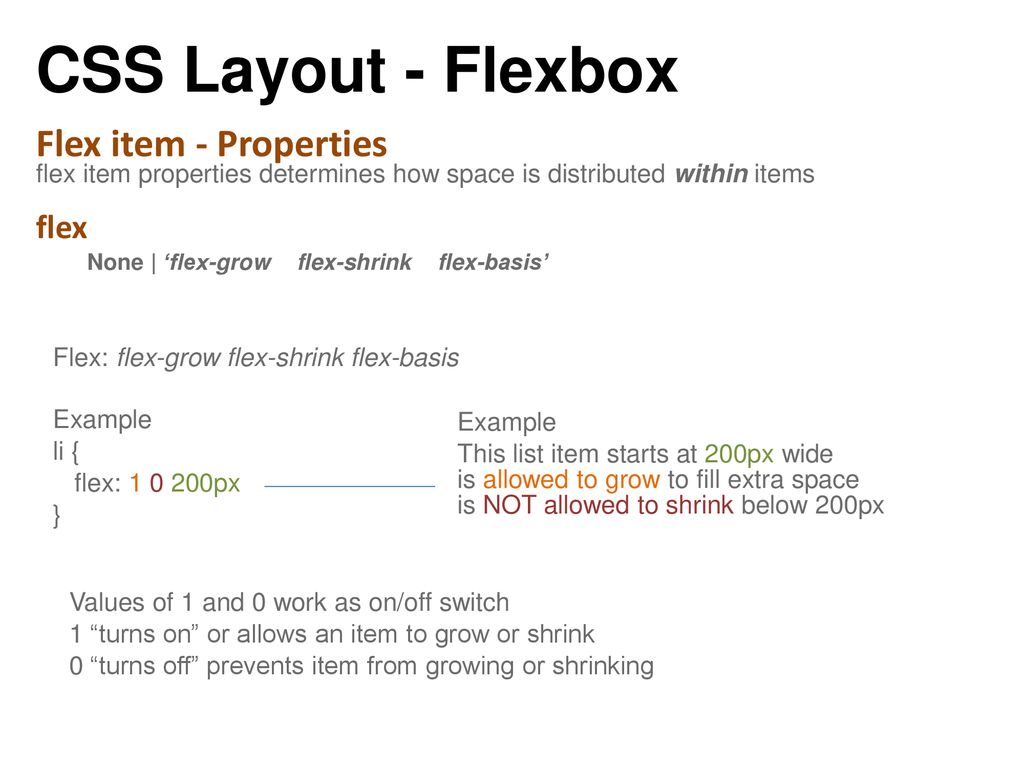 CSS Layout - Flexbox
Flex item - Properties
flex item properties determines how space is distributed within items
flex
None | ‘flex-grow flex-shrink flex-basis’
Flex: flex-grow flex-shrink flex-basis
Example
li {
flex: 1 0 200px
}
Example
This list item starts at 200px wide
is allowed to grow to fill extra space
is NOT allowed to shrink below 200px
Values of 1 and 0 work as on/off switch
1 “turns on” or allows an item to grow or shrink
0 “turns off” prevents item from growing or shrinking